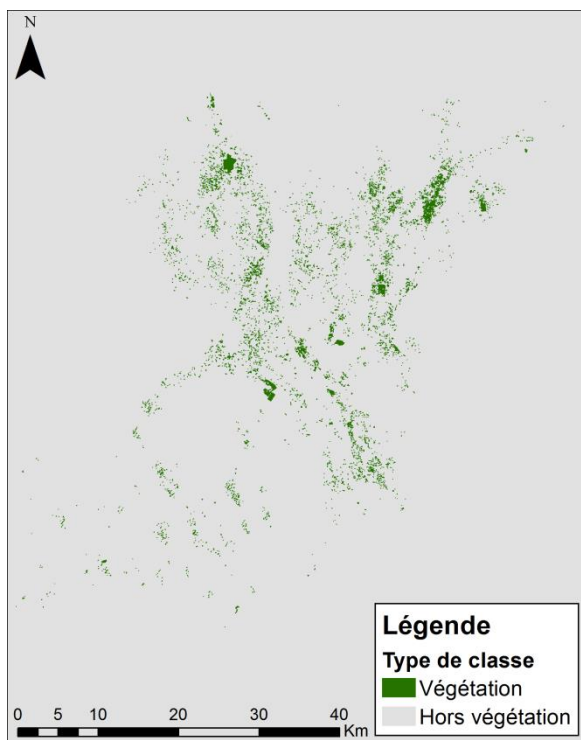 N
Légende
Type de classe
Végétation
Hors végétation
0 5 10 20 30 40
Km